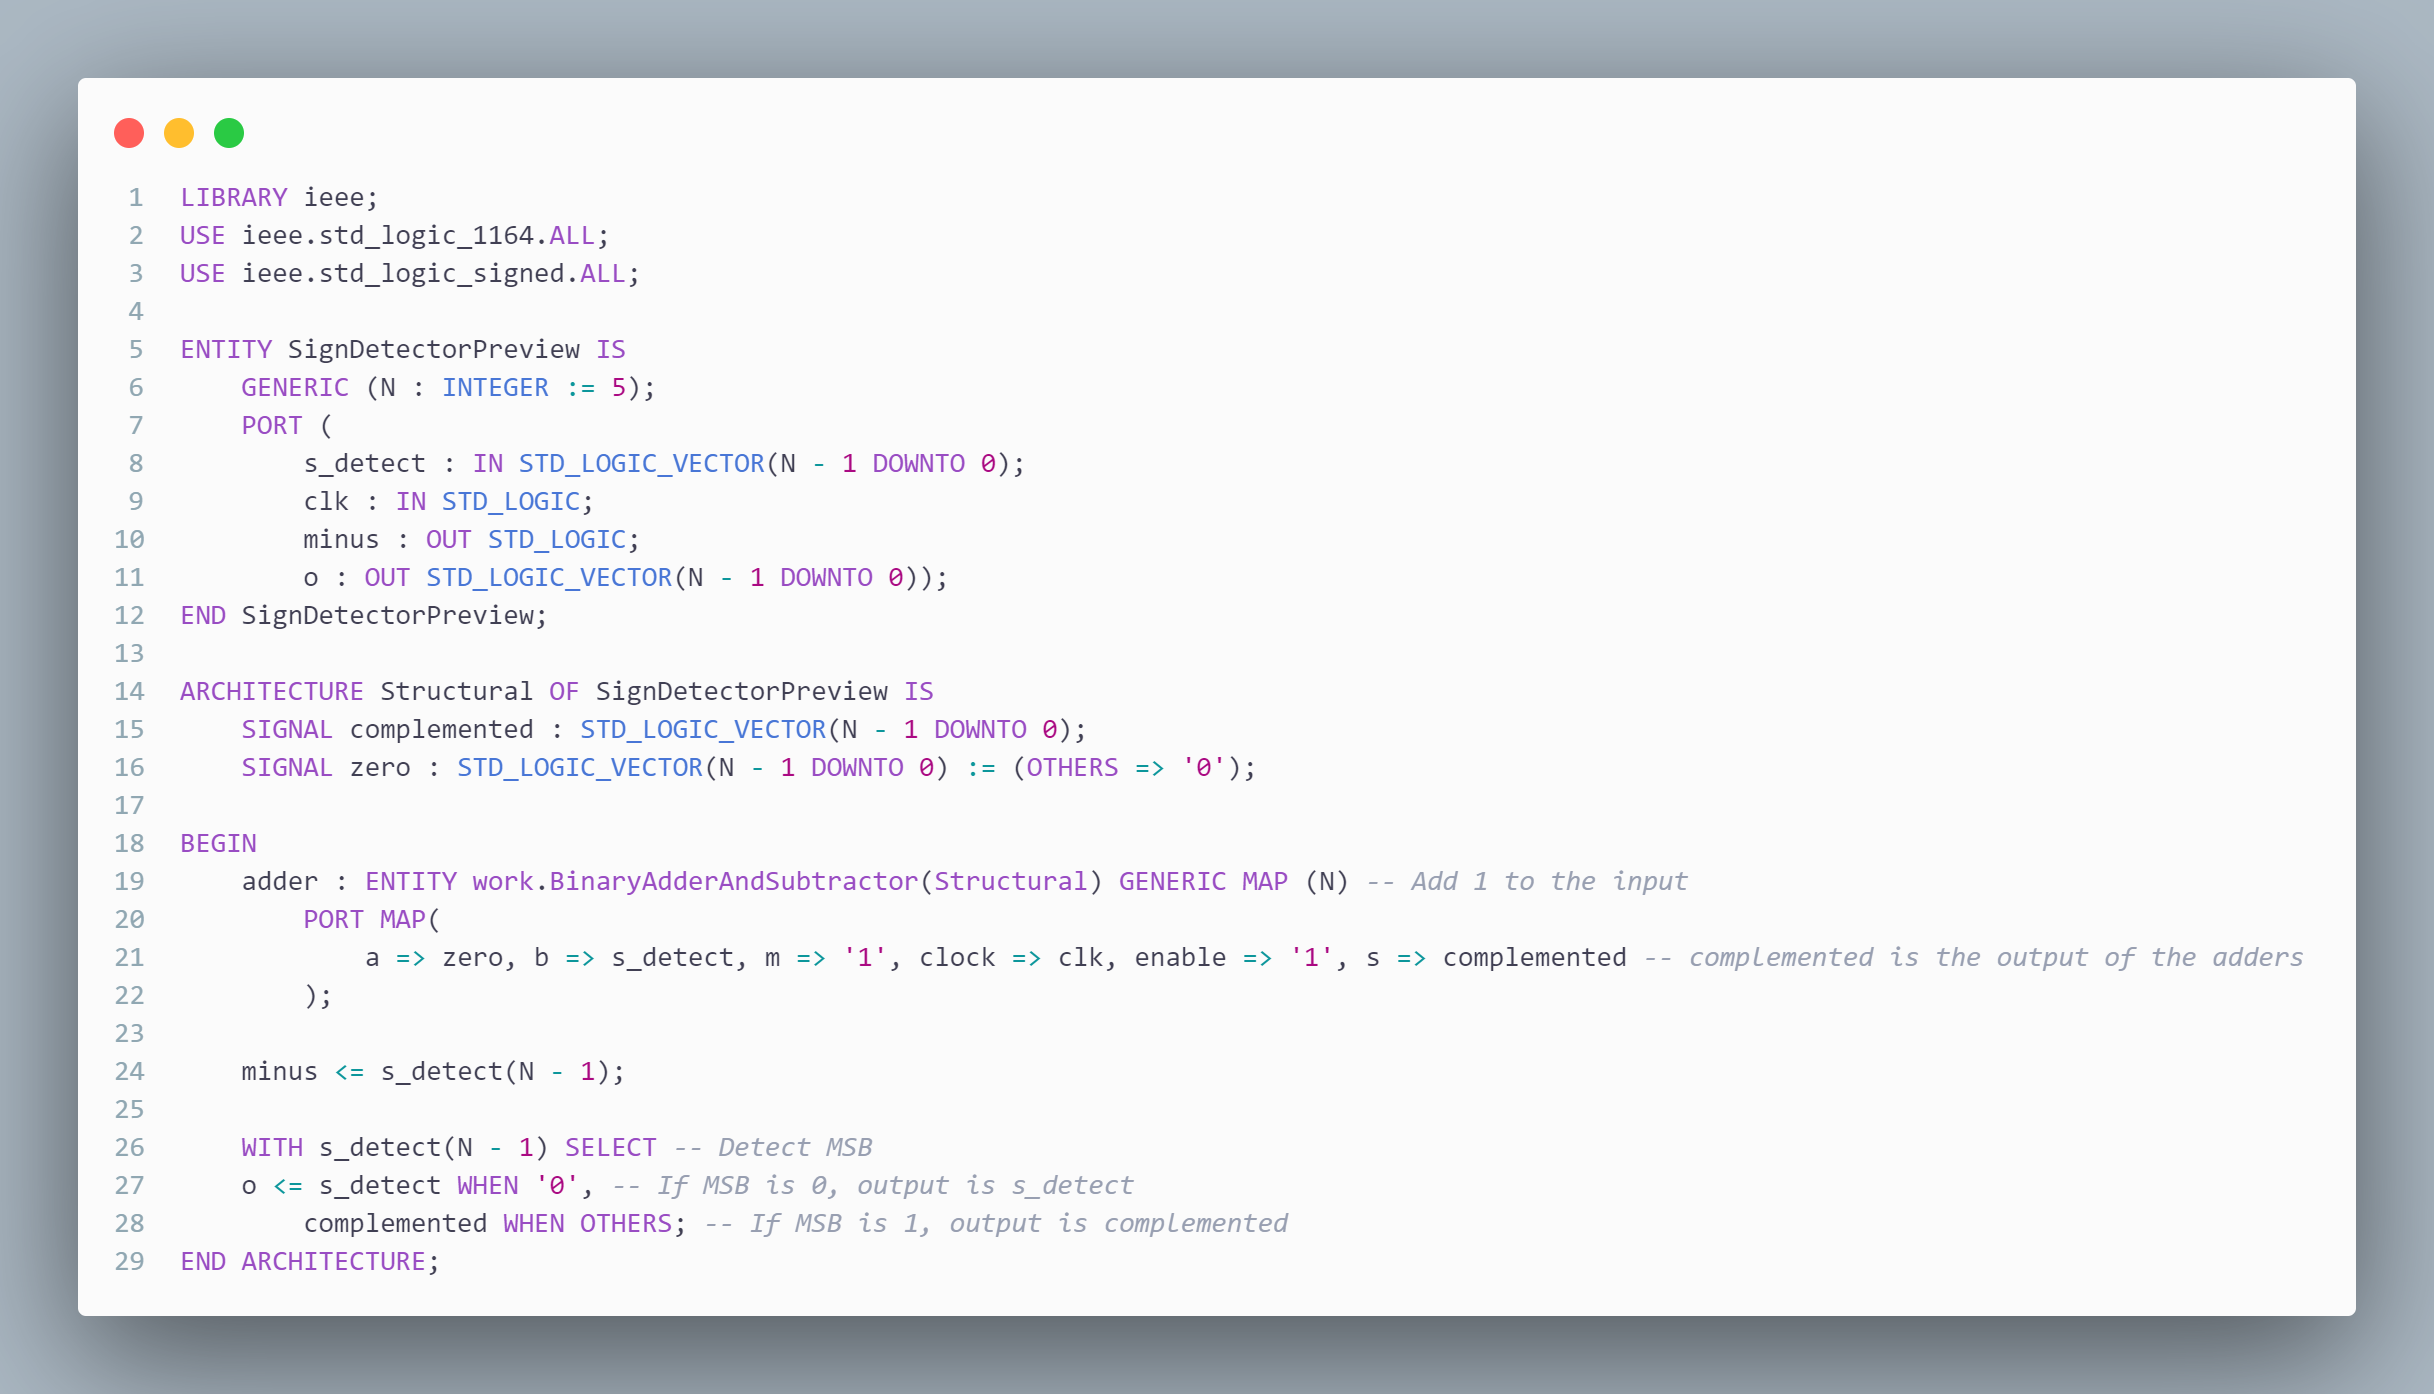 1 LIBRARY ieee;
2 USE ieee.std_logic_1164.ALL;
3 USE ieee.std_logic_signed.ALL;
4
5 ENTITY SignDetectorPreview IS
6     GENERIC (N : INTEGER := 5);
7     PORT (
8         s_detect : IN STD_LOGIC_VECTOR(N - 1 DOWNTO 0);
9         clk : IN STD_LOGIC;
10         minus : OUT STD_LOGIC;
11         o : OUT STD_LOGIC_VECTOR(N - 1 DOWNTO 0));
12 END SignDetectorPreview;
13
14 ARCHITECTURE Structural OF SignDetectorPreview IS
15     SIGNAL complemented : STD_LOGIC_VECTOR(N - 1 DOWNTO 0);
16     SIGNAL zero : STD_LOGIC_VECTOR(N - 1 DOWNTO 0) := (OTHERS => '0');
17
18 BEGIN
19     adder : ENTITY work.BinaryAdderAndSubtractor(Structural) GENERIC MAP (N) -- Add 1 to the input
20         PORT MAP(
21             a => zero, b => s_detect, m => '1', clock => clk, enable => '1', s => complemented -- complemented is the output of the adders
22         );
23
24     minus <= s_detect(N - 1);
25
26     WITH s_detect(N - 1) SELECT -- Detect MSB
27     o <= s_detect WHEN '0', -- If MSB is 0, output is s_detect
28         complemented WHEN OTHERS; -- If MSB is 1, output is complemented
29 END ARCHITECTURE;